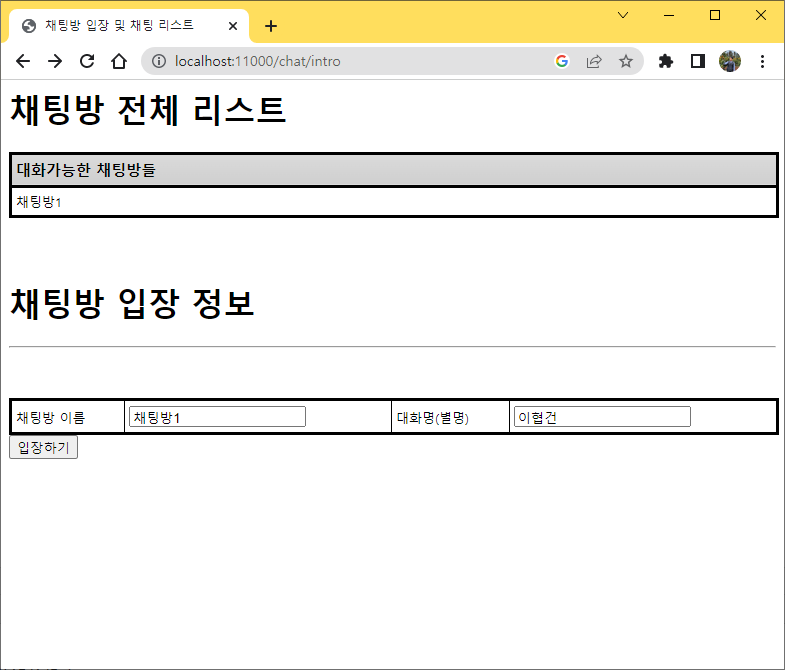 채팅방 입장 및 채팅 리스트
localhost:11000/chat/intro
채팅방 전체 리스트
대화가능한 채팅방들
채팅방1
채팅방 입장 정보
채팅방 이름 채팅방1 대화명(별명) 이협건
입장하기